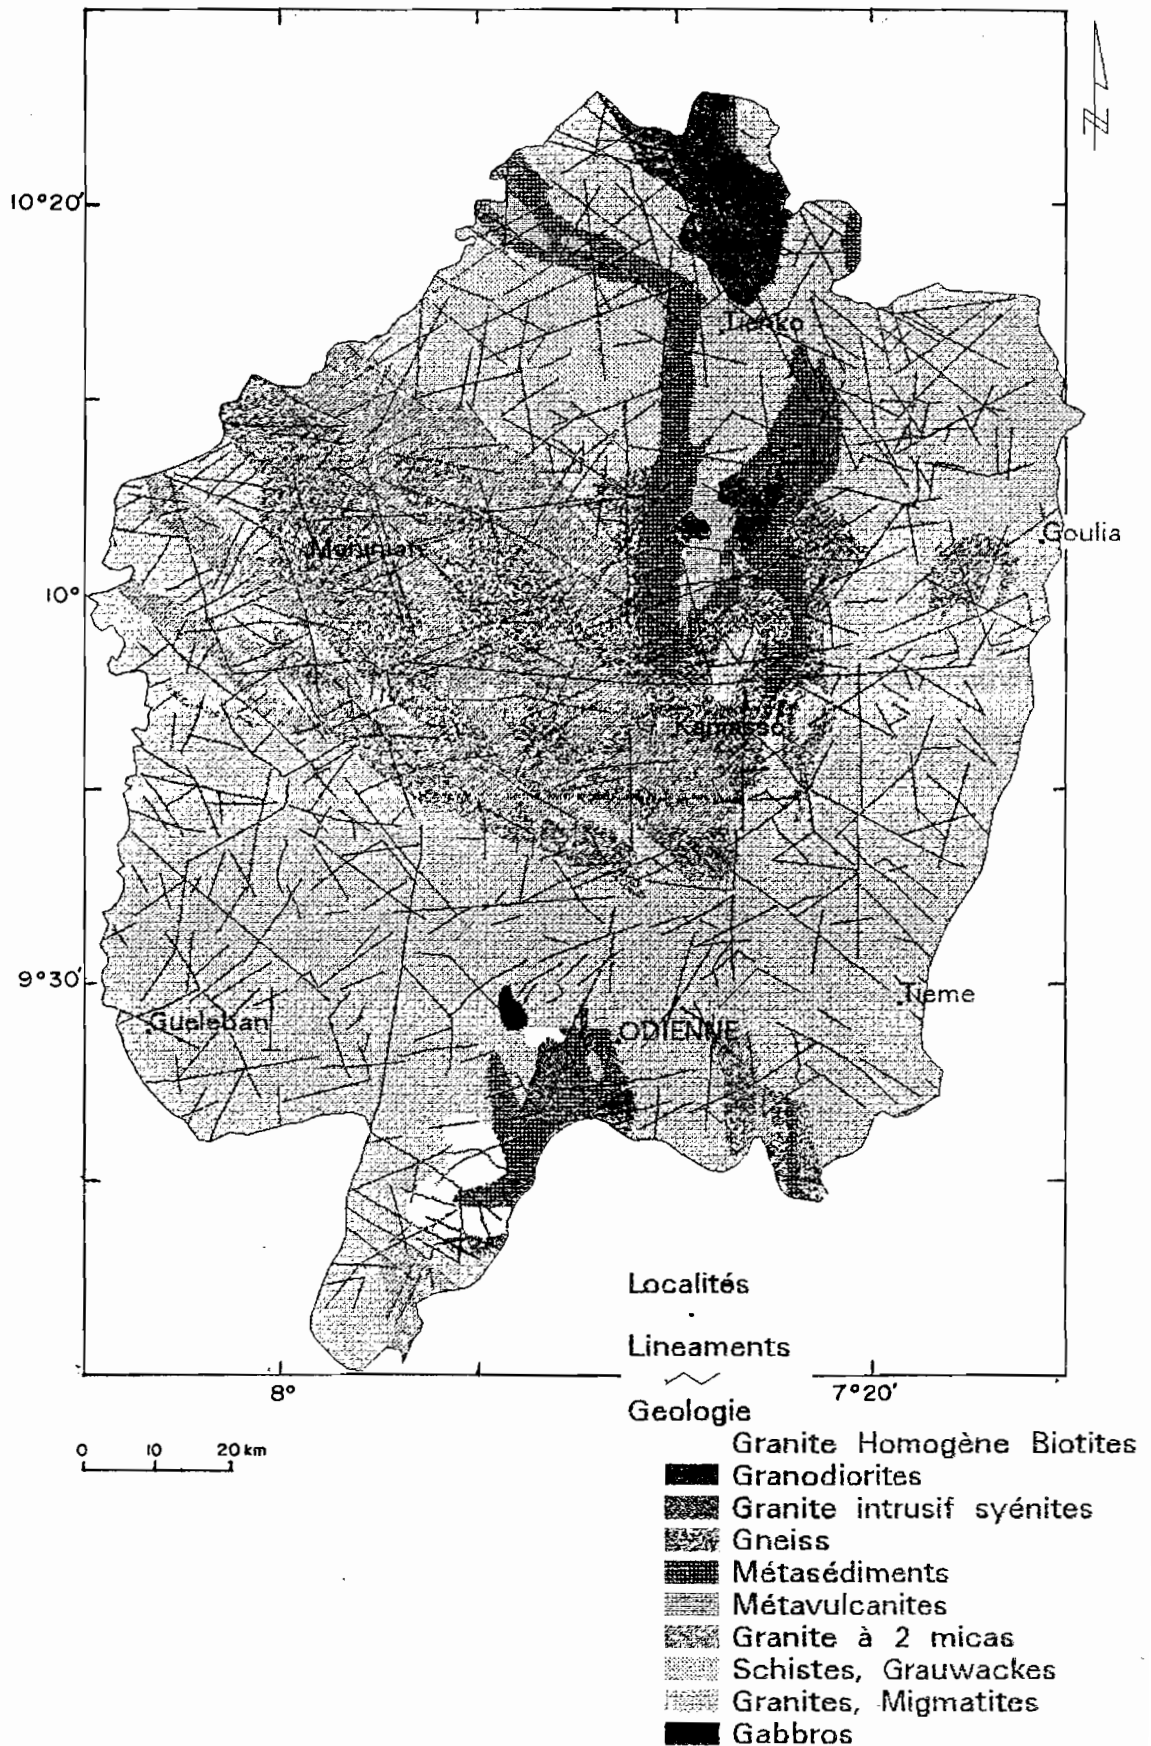 N
10°20'
Tienko
Goulia
Maninian
10°
Kaniasso
9°30'
Tieme
Gueleban
ODIENNE
Localités
Lineaments
8°
7°20'
Geologie
0 10 20 km
Granite Homogène Biotites
Granodiorites
Granite intrusif syénites
Gneiss
Métasédiments
Métavulcanites
Granite à 2 micas
Schistes, Grauwackes
Granites, Migmatites
Gabbros